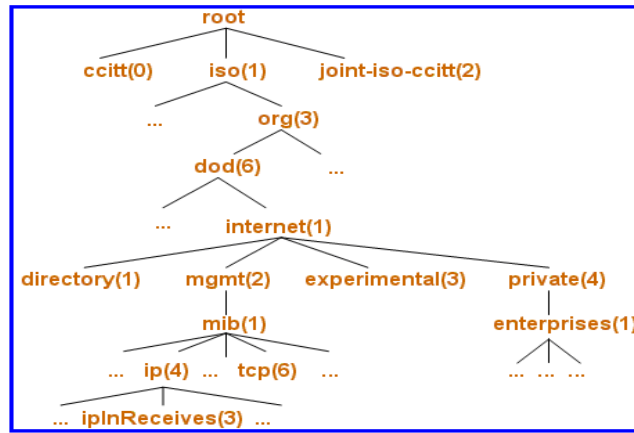 root
ccitt(0) iso(1) joint-iso-ccitt(2)
... org(3)
dod(6) ...
... internet(1)
directory(1) mgmt(2) experimental(3) private(4)
mib(1) enterprises(1)
... ip(4) ... tcp(6) ... ... ... ...
... ipInReceives(3) ...